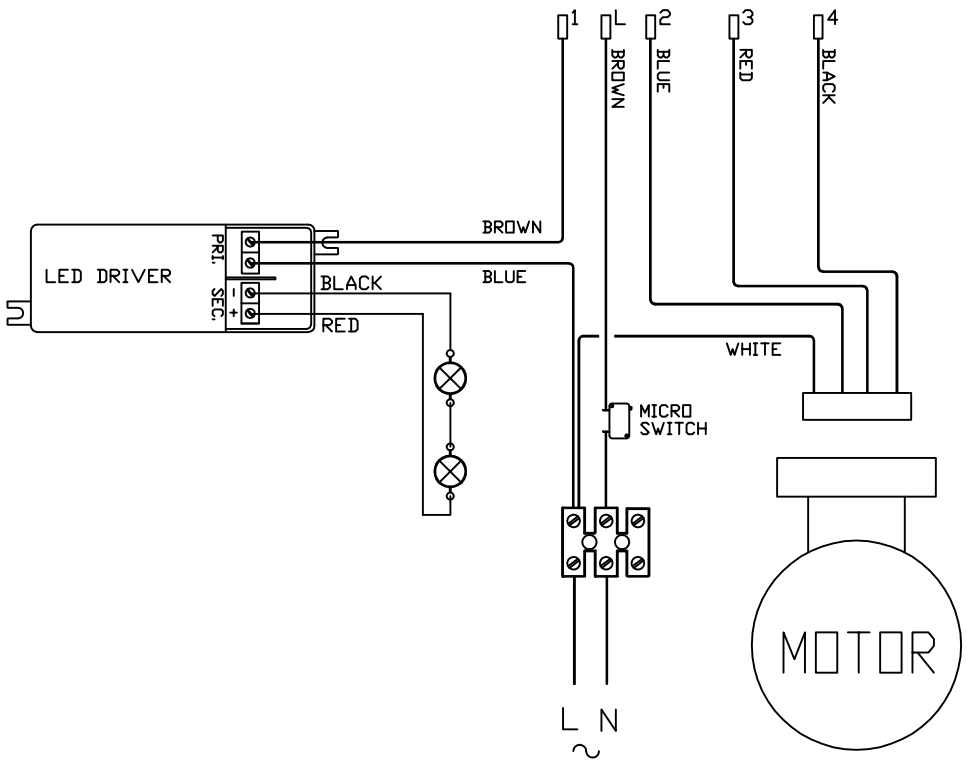 1 L 2 3 4
BROWN
BLUE
RED
BLACK
BROWN
PRI.
LED DRIVER
BLUE
BLACK
SEC.
-
+
RED
WHITE
MICRO
SWITCH
MOTOR
L N
~